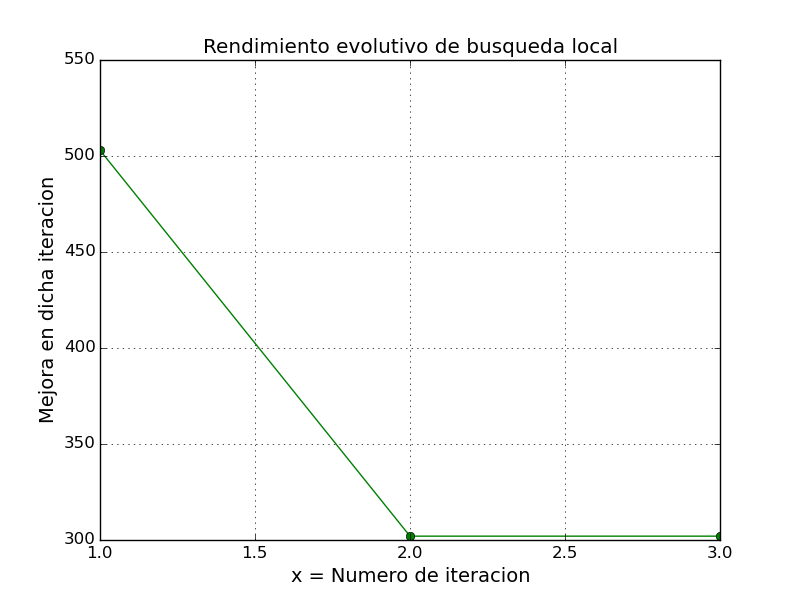 Rendimiento evolutivo de busqueda local
550
500
450
400
350
300
Mejora en dicha iteracion
1.0 1.5 2.0 2.5 3.0
x = Numero de iteracion